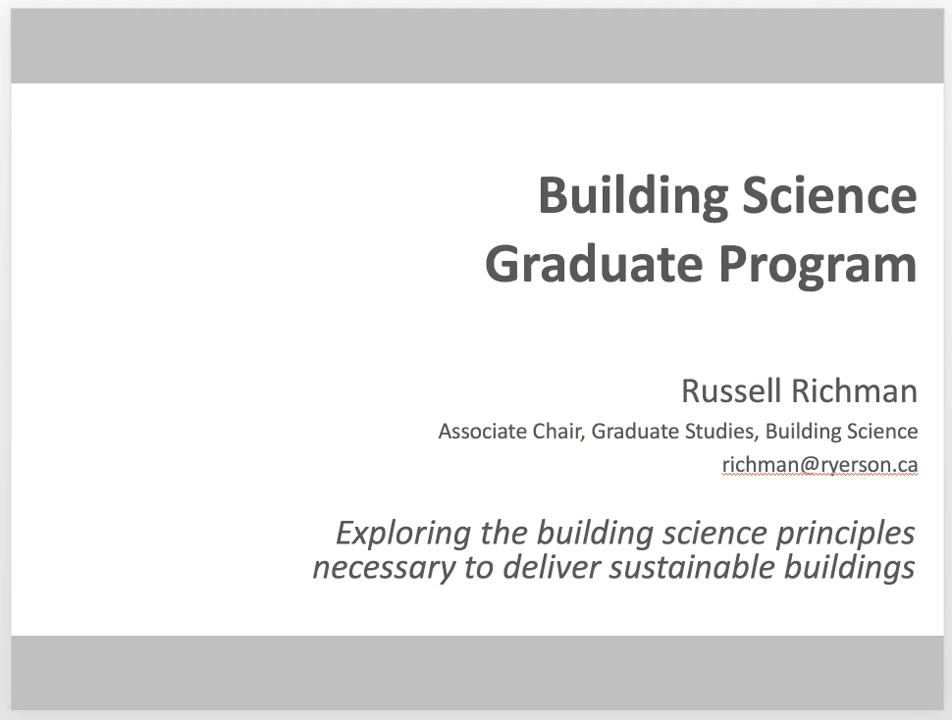 Building Science
Graduate Program
Russell Richman
Associate Chair, Graduate Studies, Building Science
richman@ryerson.ca
Exploring the building science principles
necessary to deliver sustainable buildings